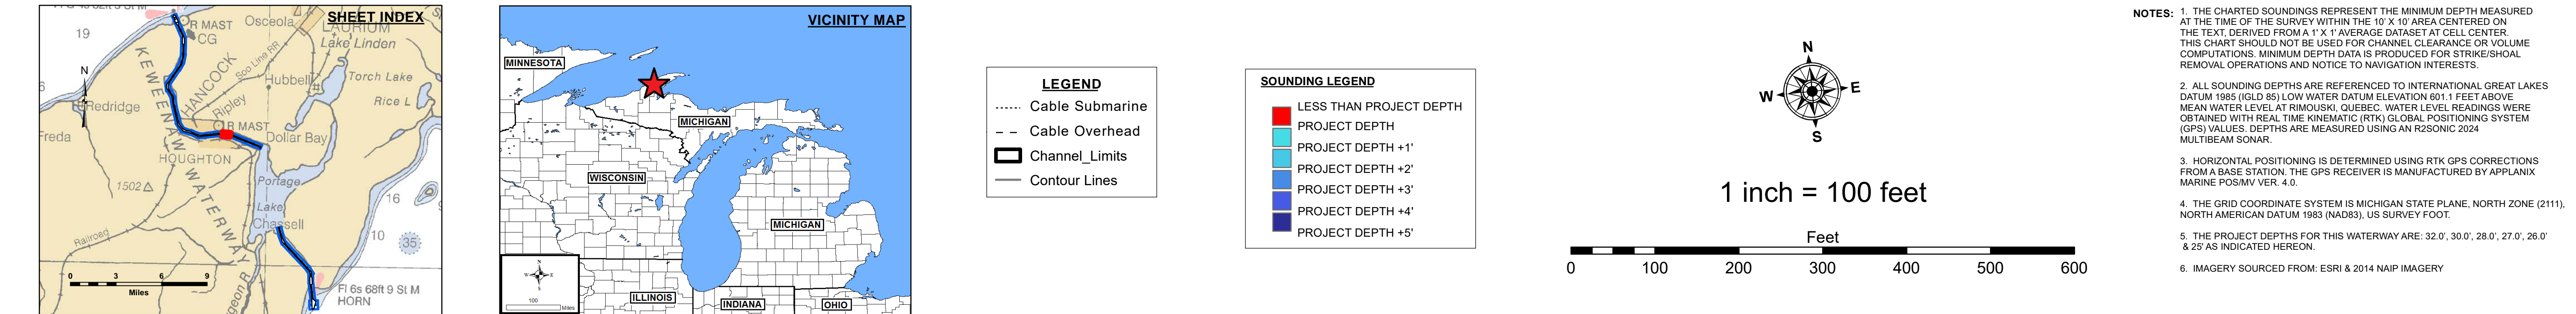 SHEET INDEX
R MAST
CG
Osceola
LAURIUM
Lake Linden
19
KEWEENAW WATERWAY
HANCOCK
Soo Line RR
Hubbell
Torch Lake
Rice L
N
6
Redridge
Ripley
Freda
R MAST
Dollar Bay
HOUGHTON
1502
Portage
Lake
Chassell
16
10
35
Railroad
0 3 6 9
Miles
Fl 6s 68ft 9 St M
HORN
VICINITY MAP
MINNESOTA
MICHIGAN
WISCONSIN
MICHIGAN
ILLINOIS
INDIANA
OHIO
N
W E
S
100
Miles
LEGEND
Cable Submarine
Cable Overhead
Channel_Limits
Contour Lines
SOUNDING LEGEND
LESS THAN PROJECT DEPTH
PROJECT DEPTH
PROJECT DEPTH +1'
PROJECT DEPTH +2'
PROJECT DEPTH +3'
PROJECT DEPTH +4'
PROJECT DEPTH +5'
N
W E
S
1 inch = 100 feet
Feet
0 100 200 300 400 500 600
NOTES: 1. THE CHARTED SOUNDINGS REPRESENT THE MINIMUM DEPTH MEASURED
AT THE TIME OF THE SURVEY WITHIN THE 10' X 10' AREA CENTERED ON
THE TEXT, DERIVED FROM A 1' X 1' AVERAGE DATASET AT CELL CENTER.
THIS CHART SHOULD NOT BE USED FOR CHANNEL CLEARANCE OR VOLUME
COMPUTATIONS. MINIMUM DEPTH DATA IS PRODUCED FOR STRIKE/SHOAL
REMOVAL OPERATIONS AND NOTICE TO NAVIGATION INTERESTS.
2. ALL SOUNDING DEPTHS ARE REFERENCED TO INTERNATIONAL GREAT LAKES
DATUM 1985 (IGLD 85) LOW WATER DATUM ELEVATION 601.1 FEET ABOVE
MEAN WATER LEVEL AT RIMOUSKI, QUEBEC. WATER LEVEL READINGS WERE
OBTAINED WITH REAL TIME KINEMATIC (RTK) GLOBAL POSITIONING SYSTEM
(GPS) VALUES. DEPTHS ARE MEASURED USING AN R2SONIC 2024
MULTIBEAM SONAR.
3. HORIZONTAL POSITIONING IS DETERMINED USING RTK GPS CORRECTIONS
FROM A BASE STATION. THE GPS RECEIVER IS MANUFACTURED BY APPLANIX
MARINE POS/MV VER. 4.0.
4. THE GRID COORDINATE SYSTEM IS MICHIGAN STATE PLANE, NORTH ZONE (2111),
NORTH AMERICAN DATUM 1983 (NAD83), US SURVEY FOOT.
5. THE PROJECT DEPTHS FOR THIS WATERWAY ARE: 32.0', 30.0', 28.0', 27.0', 26.0'
& 25' AS INDICATED HEREON.
6. IMAGERY SOURCED FROM: ESRI & 2014 NAIP IMAGERY